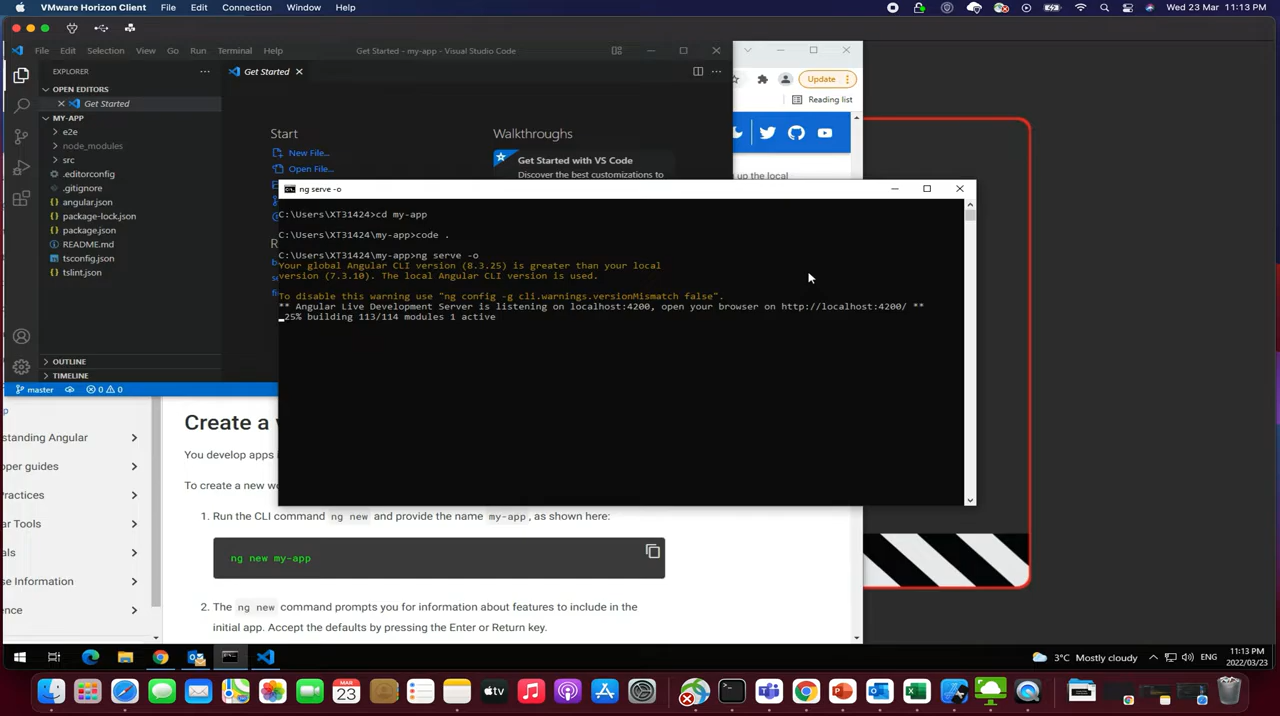 VMware Horizon Client File Edit Connection Window Help
Wed 23 Mar 11:13 PM
File Edit Selection View Go Run Terminal Help
Get Started - my-app - Visual Studio Code
EXPLORER
Get Started
OPEN EDITORS
Get Started
MY-APP
e2e
node_modules
src
.editorconfig
.gitignore
angular.json
package-lock.json
package.json
README.md
tsconfig.json
tslint.json
OUTLINE
TIMELINE
master
0 0
Start
New File...
Open File...
Walkthroughs
Get Started with VS Code
Discover the best customizations to
Update
Reading list
up the local
ng serve -o
C:\Users\XT31424>cd my-app
C:\Users\XT31424\my-app>code .
C:\Users\XT31424\my-app>ng serve -o
Your global Angular CLI version (8.3.25) is greater than your local
version (7.3.10). The local Angular CLI version is used.
To disable this warning use "ng config -g cli.warnings.versionMismatch false".
** Angular Live Development Server is listening on localhost:4200, open your browser on http://localhost:4200/ **
25% building 113/114 modules 1 active
standing Angular
oper guides
ractices
ar Tools
als
se Information
ence
Create a
You develop apps i
To create a new wo
1. Run the CLI command ng new and provide the name my-app, as shown here:
ng new my-app
2. The ng new command prompts you for information about features to include in the
initial app. Accept the defaults by pressing the Enter or Return key.
3°C Mostly cloudy
ENG
11:13 PM
2022/03/23
MAR
23
tv